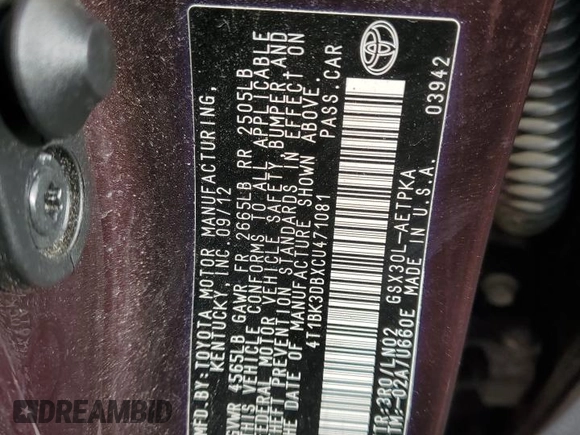 MFD.BY: TOYOTA MOTOR MANUFACTURING,
KENTUCKY, INC. 09/12
GVWR 4565LB GAWR FR 2665LB RR 2505LB
THIS VEHICLE CONFORMS TO ALL APPLICABLE
FEDERAL MOTOR VEHICLE SAFETY, BUMPER AND
THEFT PREVENTION STANDARDS IN EFFECT ON
THE DATE OF MANUFACTURE SHOWN ABOVE.
4T1BK3DBXCU471081 PASS.CAR
TR:3R0/LN02 GSX30L-AETPKA
TM:-02A/U660E MADE IN U.S.A. 03942
DREAMBID